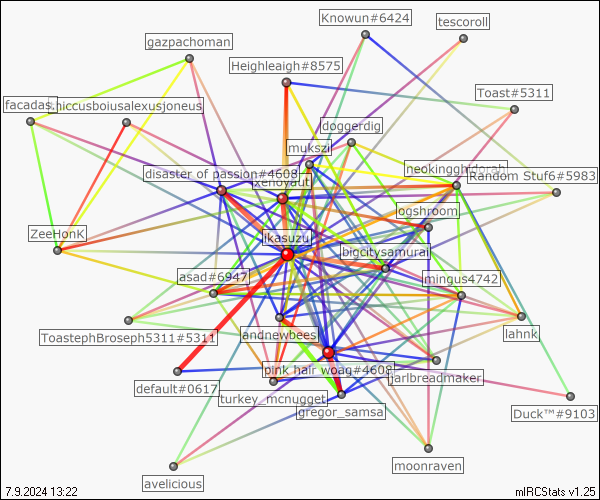 Knowun#6424
tescoroll
gazpachoman
Heighleaigh#8575
Toast#5311
facadas
hiccusboiusalexusjoneus
doggerdig
mukszi
disaster of passion#4608
xenoyaut
Random Stuf6#5983
ogshroom
ZeeHonk
ikasuzu
bigcitysamurai
asad#6947
mingus4742
ToastephBroseph5311#5311
andnewbees
lahnk
pink hair woag#4608
default#0617
jarlbreadmaker
turkey_mcnugget
gregor_samsa
Duck™#9103
moonraven
avelicious
7.9.2024 13:22
mIRCStats v1.25